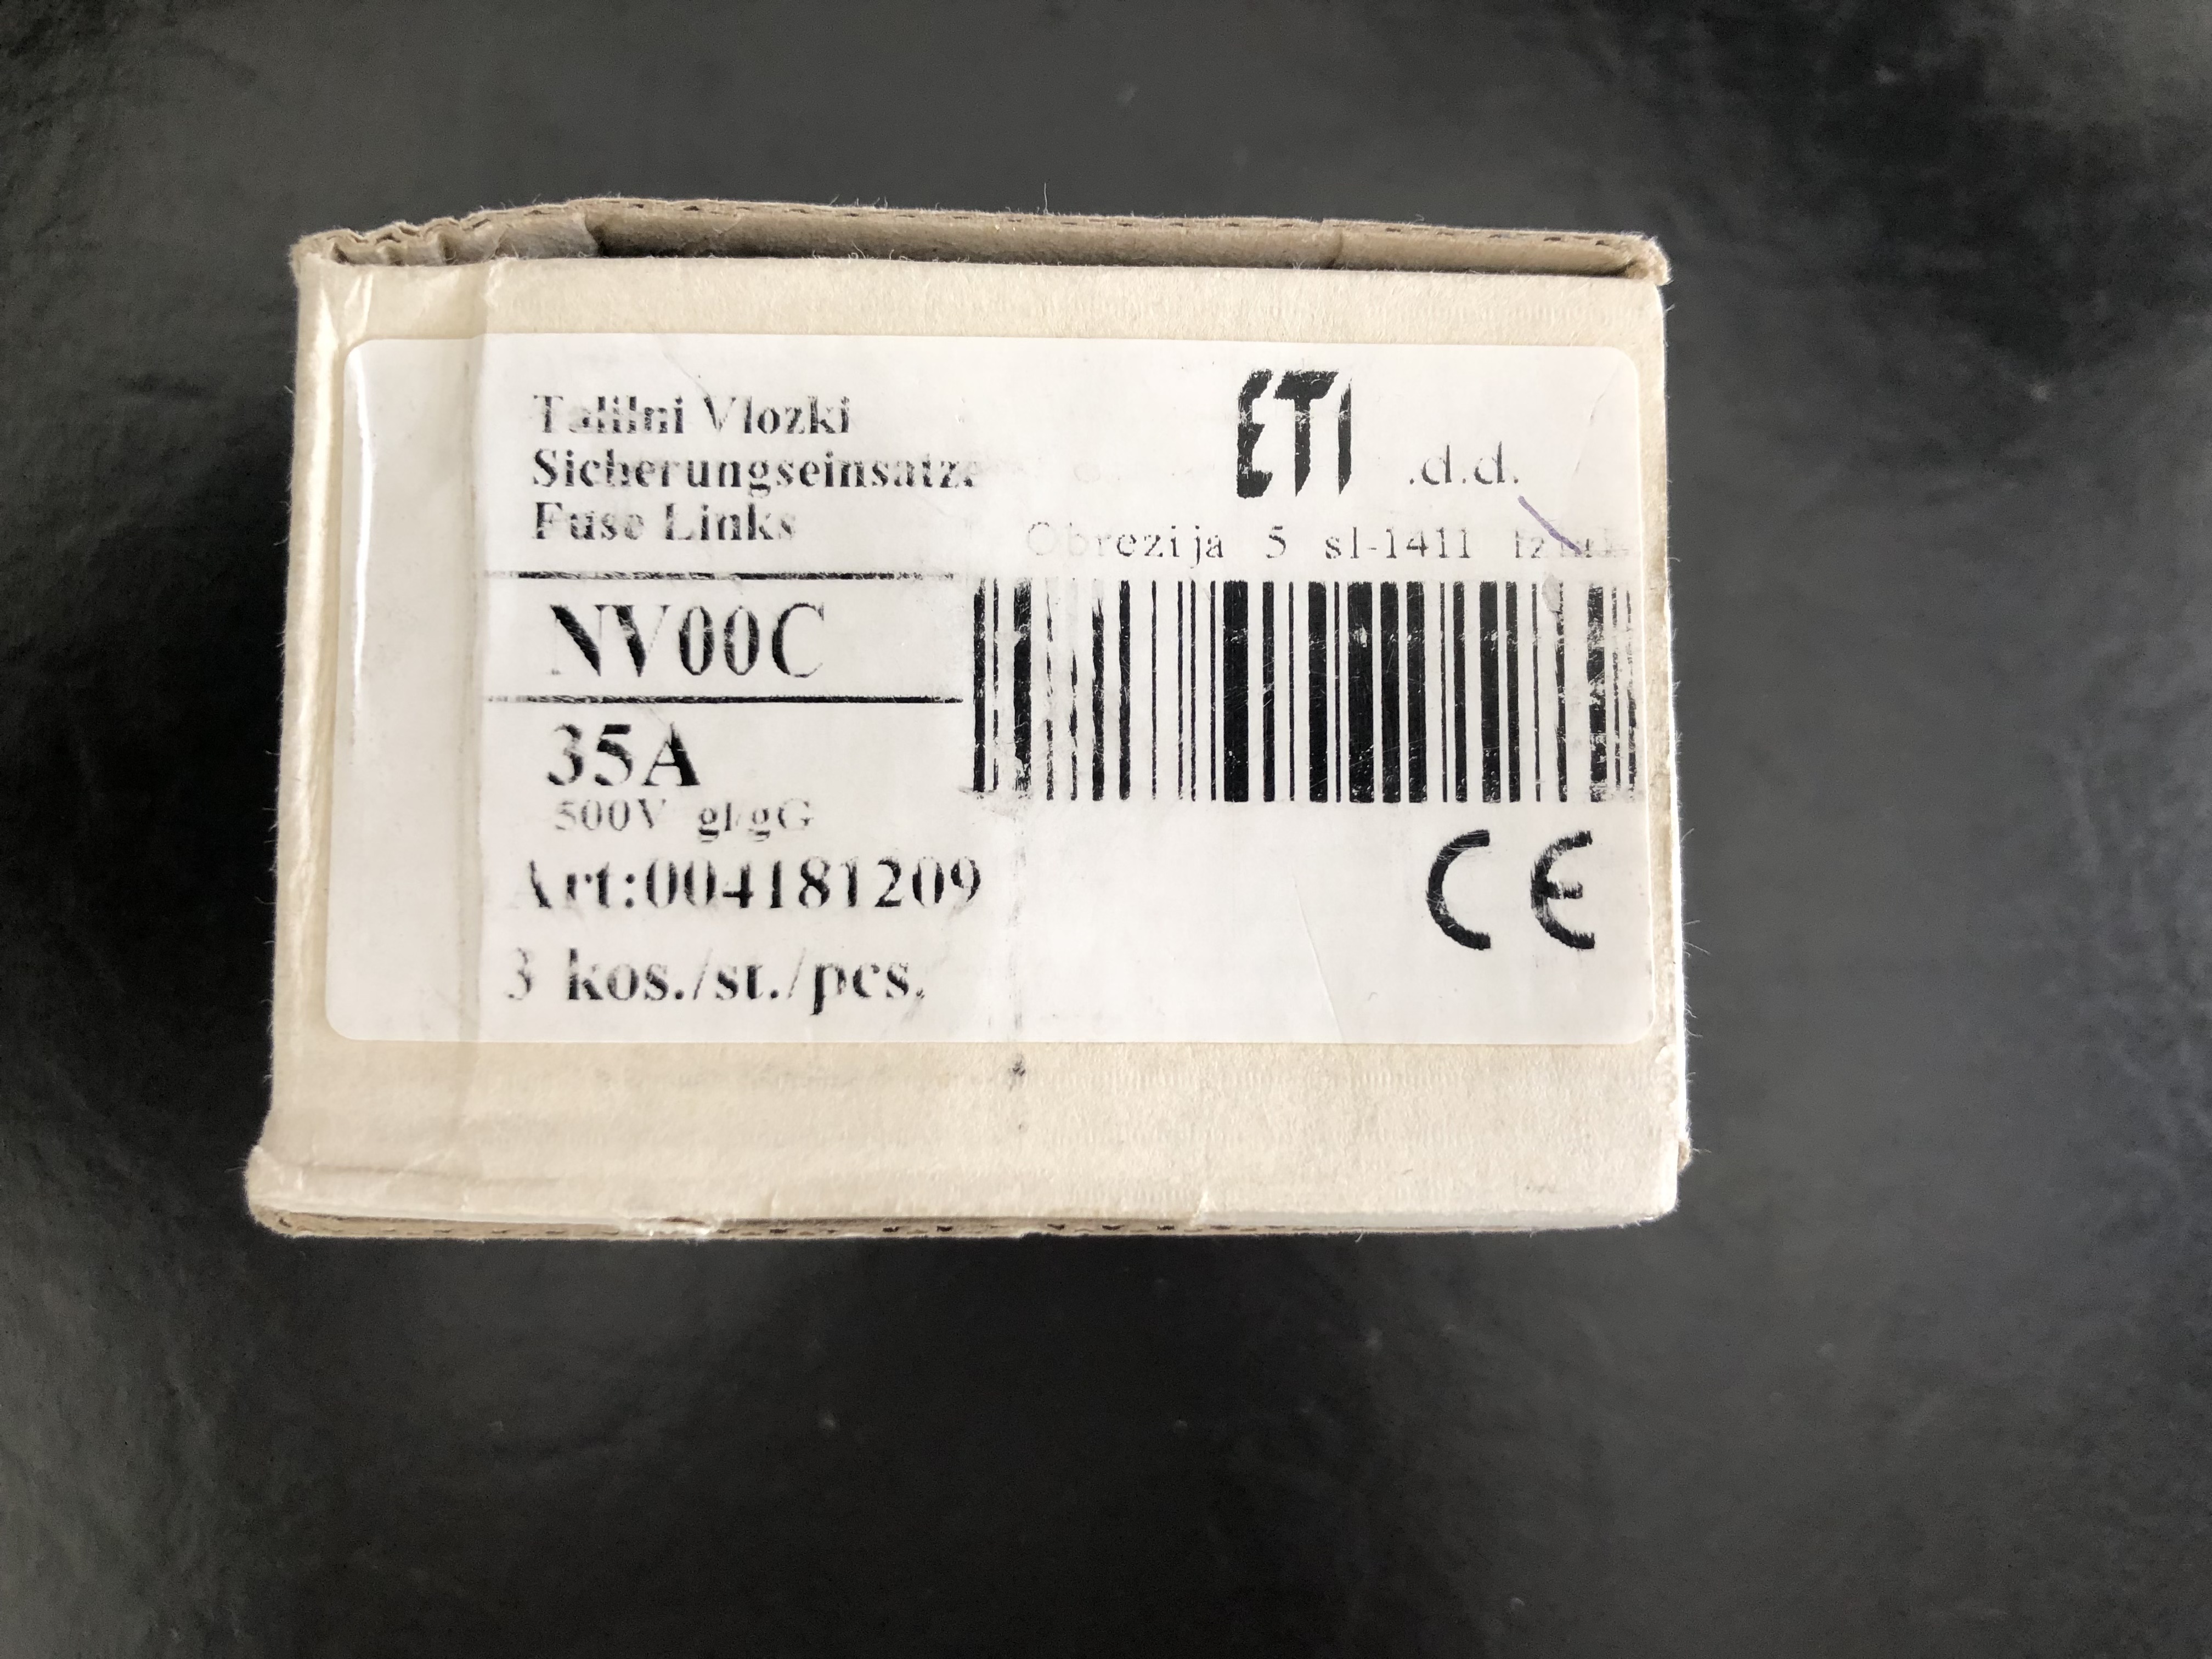 Talilni Vlozki
Sicherungseinsatze
Fuse Links
ETI .d.d.
Obrezija 5 sl-1411
NV00C
35A
500V gl/gG
Art:004181209
3 kos./st./pcs.
CE